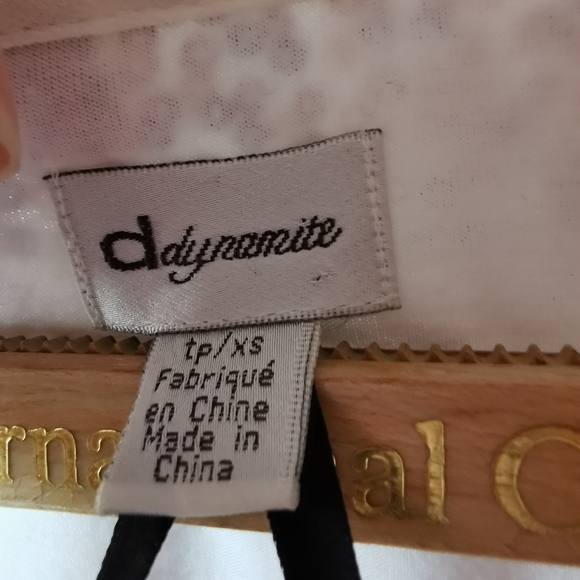 d dynamite
tp/xs
Fabriqué
en Chine
Made in
China